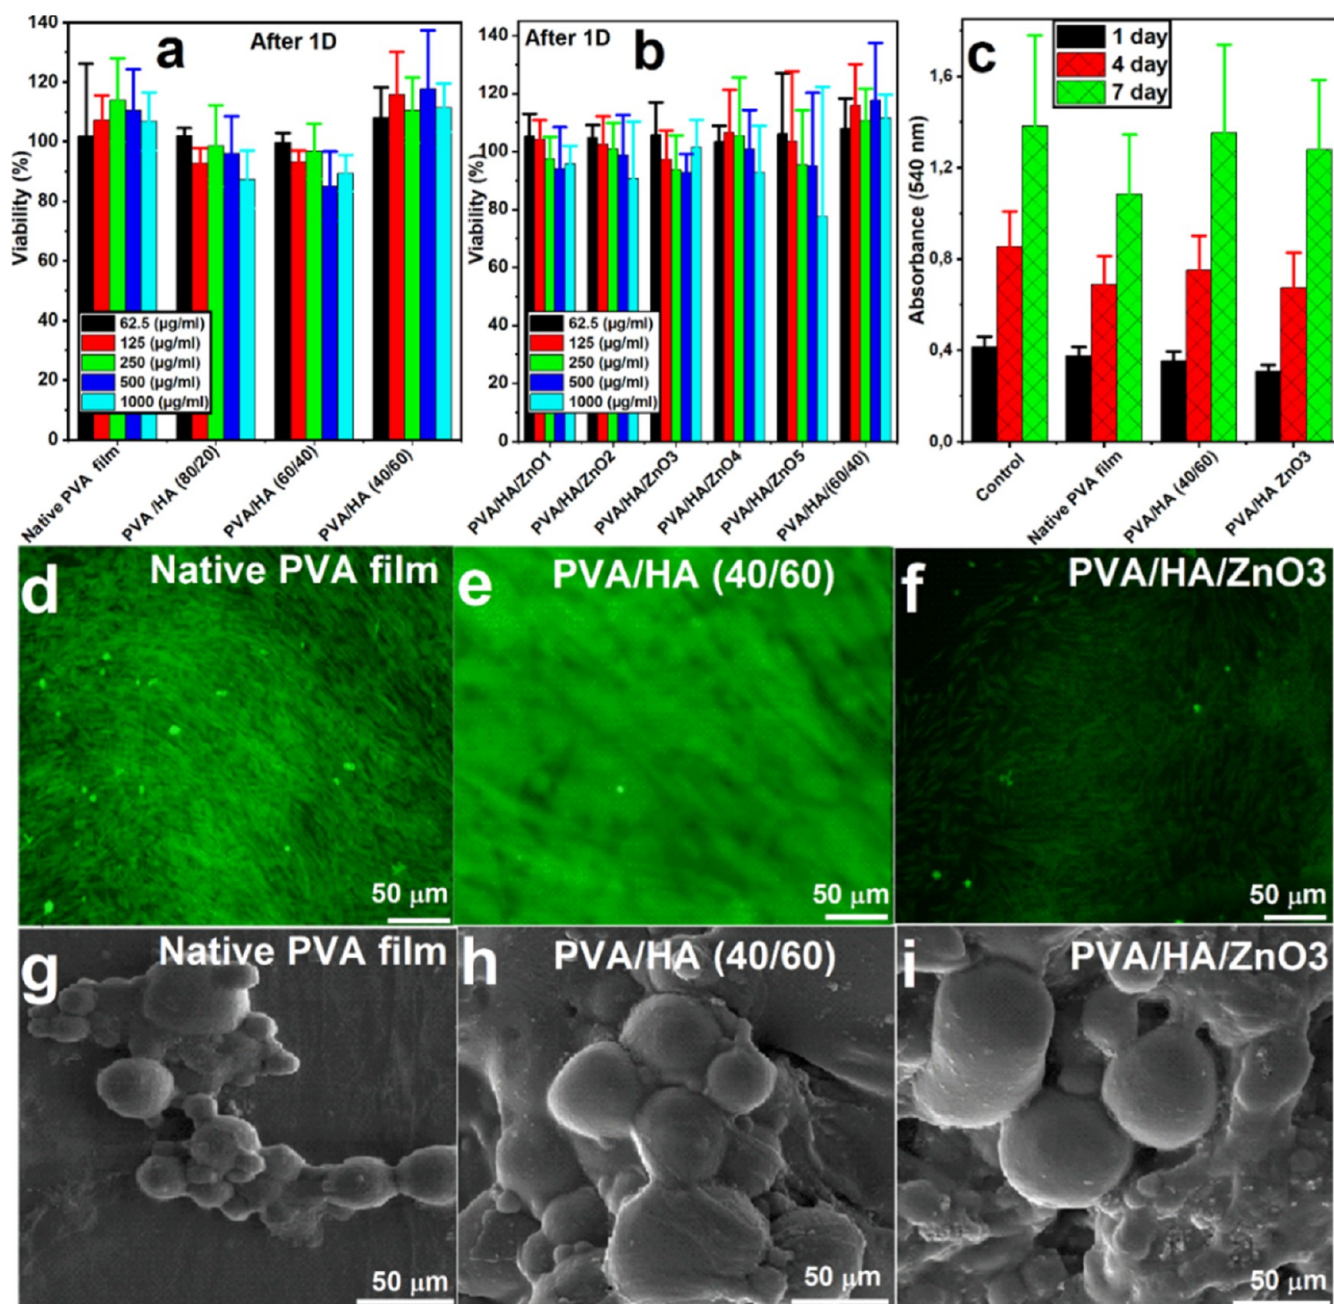 a
After 1D
Viability (%)
140
120
100
80
60
40
20
0
62.5 (µg/ml)
125 (µg/ml)
250 (µg/ml)
500 (µg/ml)
1000 (µg/ml)
Native PVA film
PVA /HA (80/20)
PVA/HA (60/40)
PVA/HA (40/60)
After 1D
b
Viability (%)
140
120
100
80
60
40
20
0
62.5 (µg/ml)
125 (µg/ml)
250 (µg/ml)
500 (µg/ml)
1000 (µg/ml)
PVA/HA/ZnO1
PVA/HA/ZnO2
PVA/HA/ZnO3
PVA/HA/ZnO4
PVA/HA/ZnO5
PVA/HA/(60/40)
c
1 day
4 day
7 day
Absorbance (540 nm)
1,6
1,2
0,8
0,4
0,0
Control
Native PVA film
PVA/HA (40/60)
PVA/HA ZnO3
d
Native PVA film
50 µm
e
PVA/HA (40/60)
50 µm
f
PVA/HA/ZnO3
50 µm
g
Native PVA film
50 µm
h
PVA/HA (40/60)
50 µm
i
PVA/HA/ZnO3
50 µm